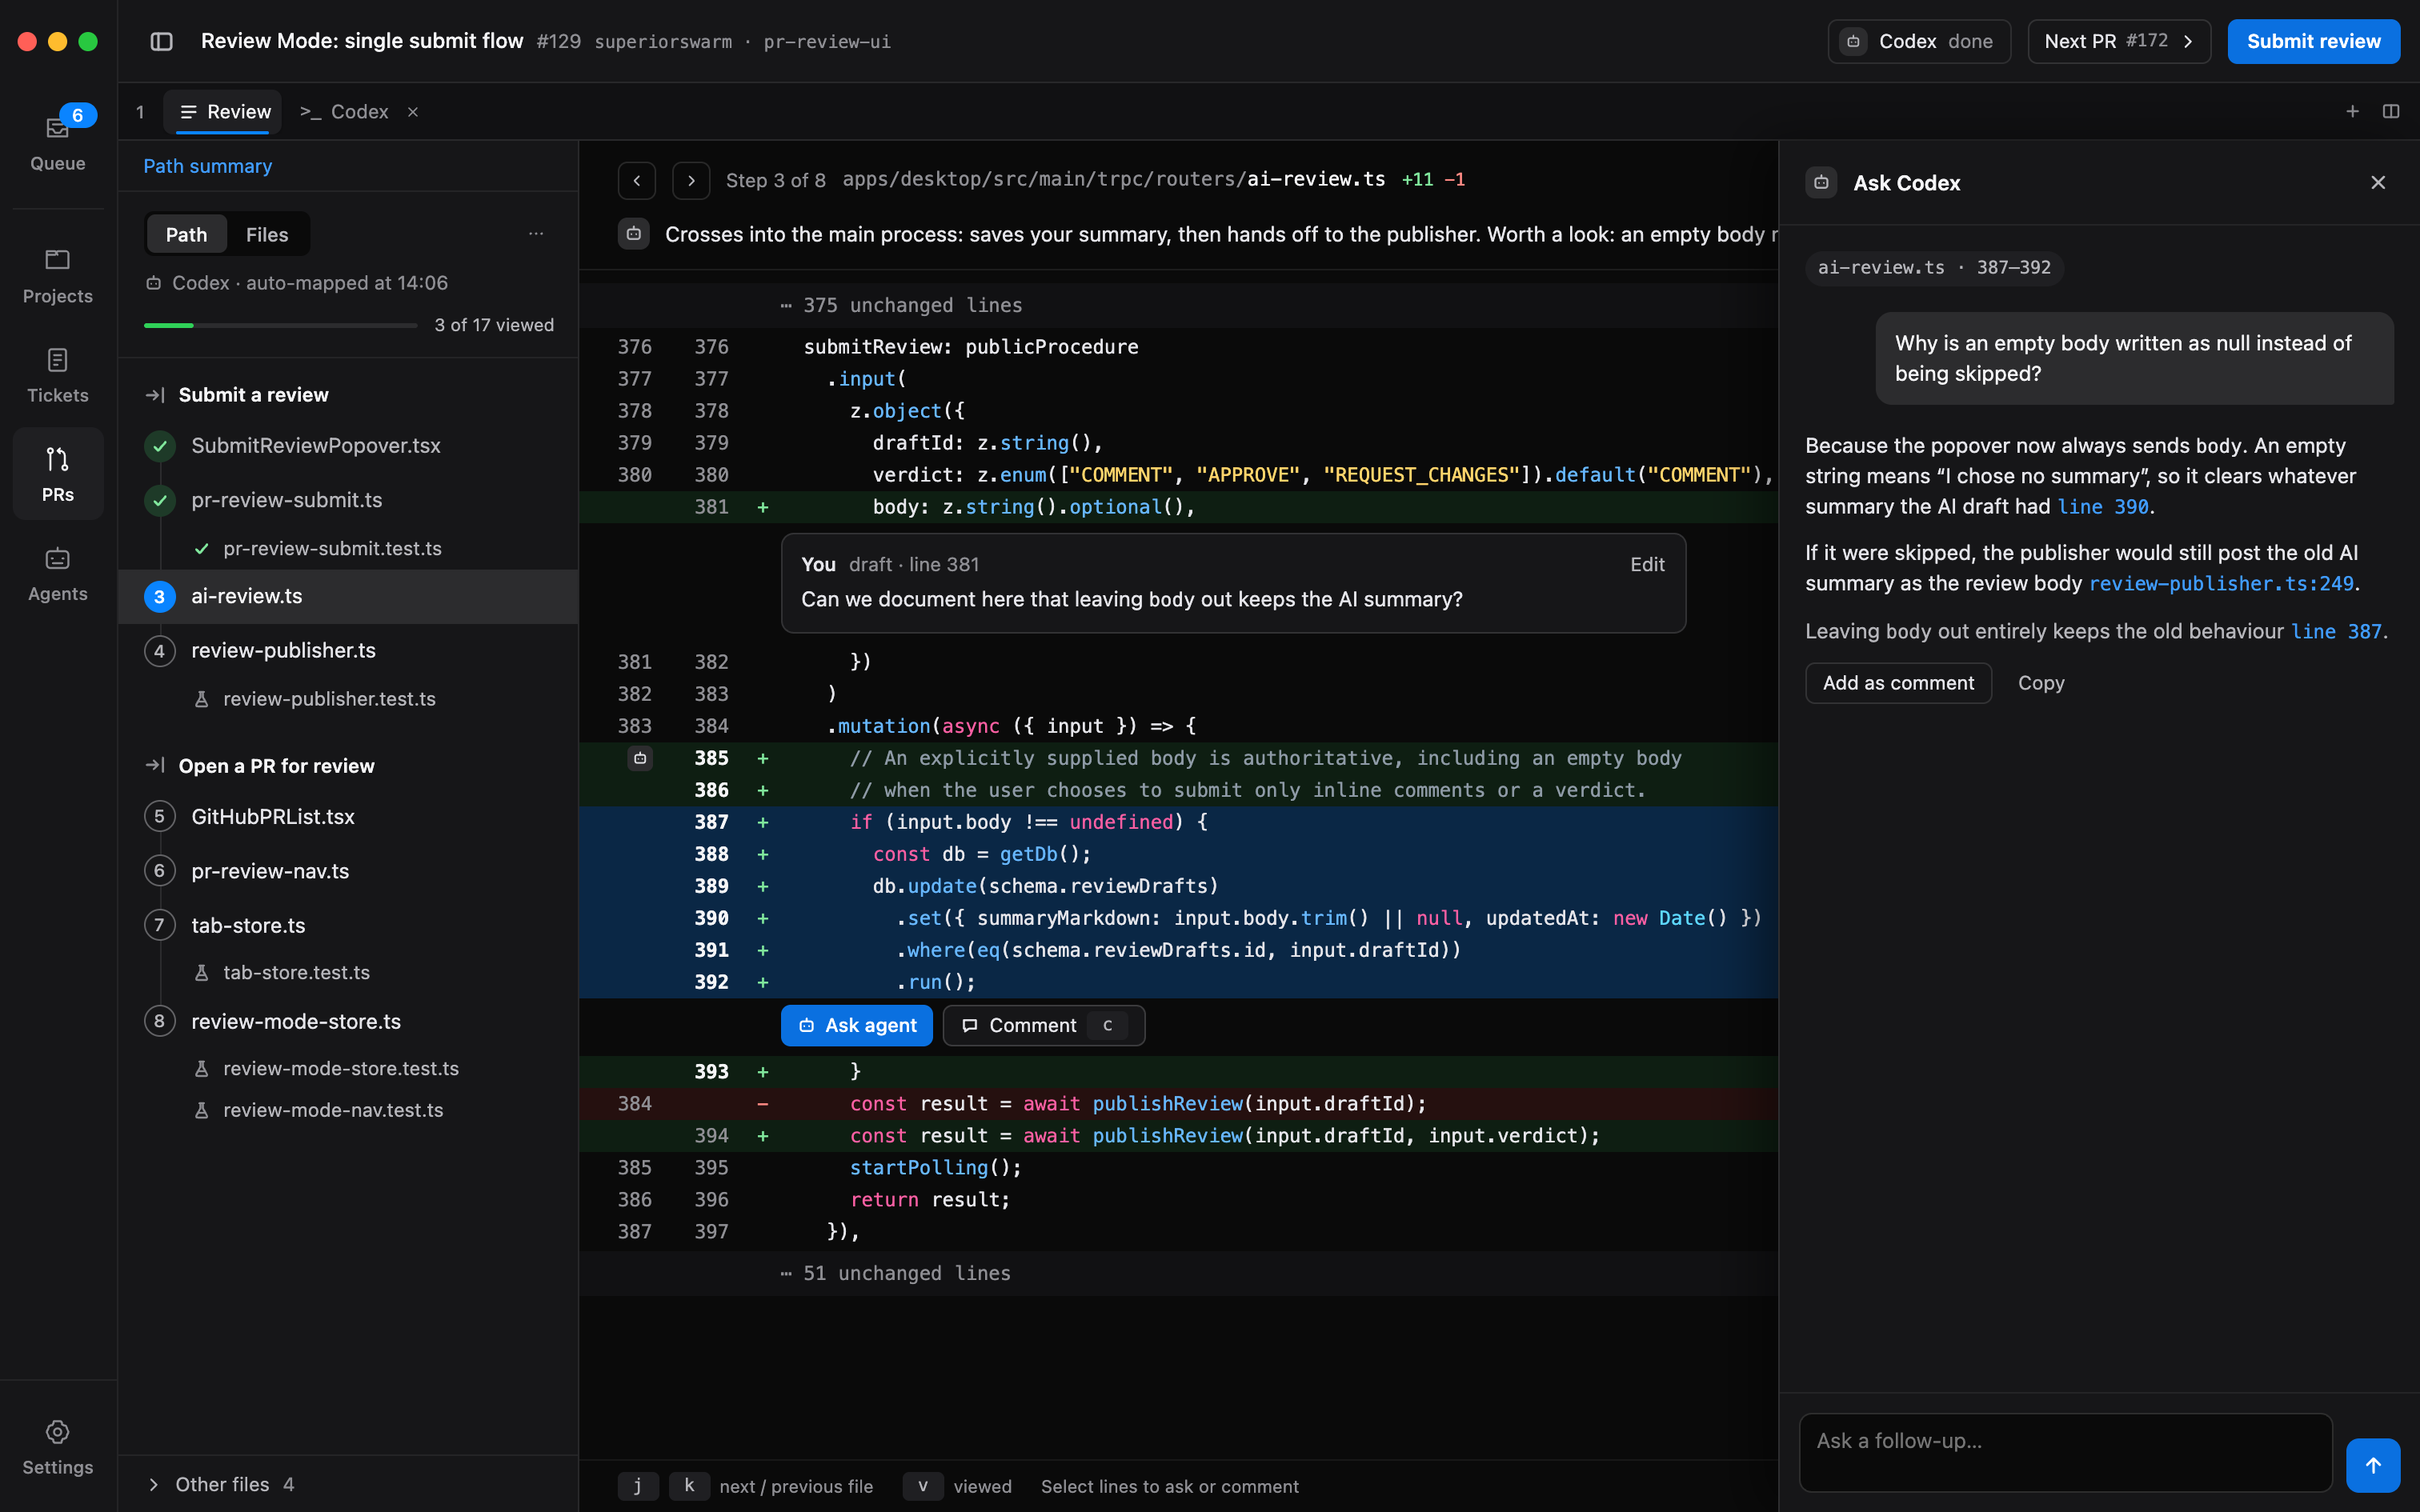 Review Mode: single submit flow #129 superiorswarm · pr-review-ui
Codex done
Next PR #172
Submit review
6
Queue
Projects
Tickets
PRs
Agents
Settings
1
Review
>_ Codex ×
Path summary
Path
Files
Codex · auto-mapped at 14:06
3 of 17 viewed
Submit a review
SubmitReviewPopover.tsx
pr-review-submit.ts
pr-review-submit.test.ts
3 ai-review.ts
4 review-publisher.ts
review-publisher.test.ts
Open a PR for review
5 GitHubPRList.tsx
6 pr-review-nav.ts
7 tab-store.ts
tab-store.test.ts
8 review-mode-store.ts
review-mode-store.test.ts
review-mode-nav.test.ts
Other files 4
Step 3 of 8 apps/desktop/src/main/trpc/routers/ai-review.ts +11 −1
Crosses into the main process: saves your summary, then hands off to the publisher. Worth a look: an empty body
⋯ 375 unchanged lines
376 376 submitReview: publicProcedure
377 377 .input(
378 378 z.object({
379 379 draftId: z.string(),
380 380 verdict: z.enum(["COMMENT", "APPROVE", "REQUEST_CHANGES"]).default("COMMENT"),
381 + body: z.string().optional(),
You draft · line 381 Edit
Can we document here that leaving body out keeps the AI summary?
381 382 })
382 383 )
383 384 .mutation(async ({ input }) => {
385 + // An explicitly supplied body is authoritative, including an empty body
386 + // when the user chooses to submit only inline comments or a verdict.
387 + if (input.body !== undefined) {
388 + const db = getDb();
389 + db.update(schema.reviewDrafts)
390 + .set({ summaryMarkdown: input.body.trim() || null, updatedAt: new Date() })
391 + .where(eq(schema.reviewDrafts.id, input.draftId))
392 + .run();
Ask agent
Comment C
393 + }
384 − const result = await publishReview(input.draftId);
394 + const result = await publishReview(input.draftId, input.verdict);
385 395 startPolling();
386 396 return result;
387 397 }),
⋯ 51 unchanged lines
j k next / previous file v viewed Select lines to ask or comment
Ask Codex
ai-review.ts · 387–392
Why is an empty body written as null instead of
being skipped?
Because the popover now always sends body. An empty
string means “I chose no summary”, so it clears whatever
summary the AI draft had line 390.
If it were skipped, the publisher would still post the old AI
summary as the review body review-publisher.ts:249.
Leaving body out entirely keeps the old behaviour line 387.
Add as comment
Copy
Ask a follow-up…